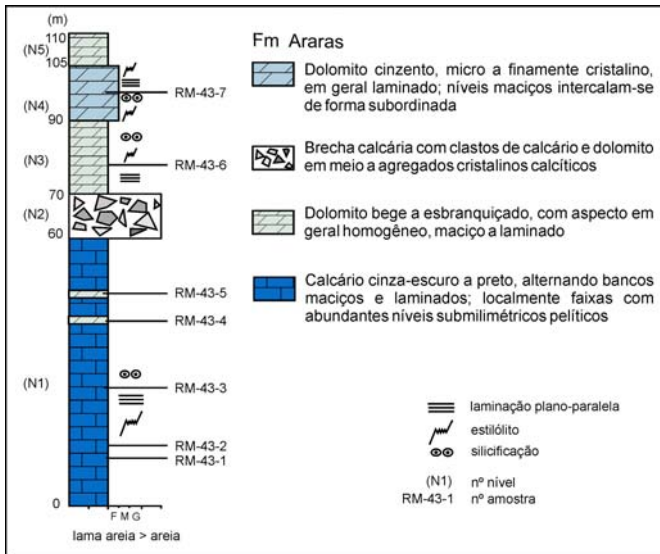 (m)
110
(N5)
105
(N4)
RM-43-7
90
(N3)
RM-43-6
70
(N2)
60
RM-43-5
RM-43-4
(N1)
RM-43-3
RM-43-2
RM-43-1
0
F M G
lama areia > areia
Fm Araras
Dolomito cinzento, micro a finamente cristalino,
em geral laminado; níveis maciços intercalam-se
de forma subordinada
Brecha calcária com clastos de calcário e dolomito
em meio a agregados cristalinos calcíticos
Dolomito bege a esbranquiçado, com aspecto em
geral homogêneo, maciço a laminado
Calcário cinza-escuro a preto, alternando bancos
maciços e laminados; localmente faixas com
abundantes níveis submilimétricos pelíticos
laminação plano-paralela
estilólito
silicificação
(N1) nº nível
RM-43-1 nº amostra